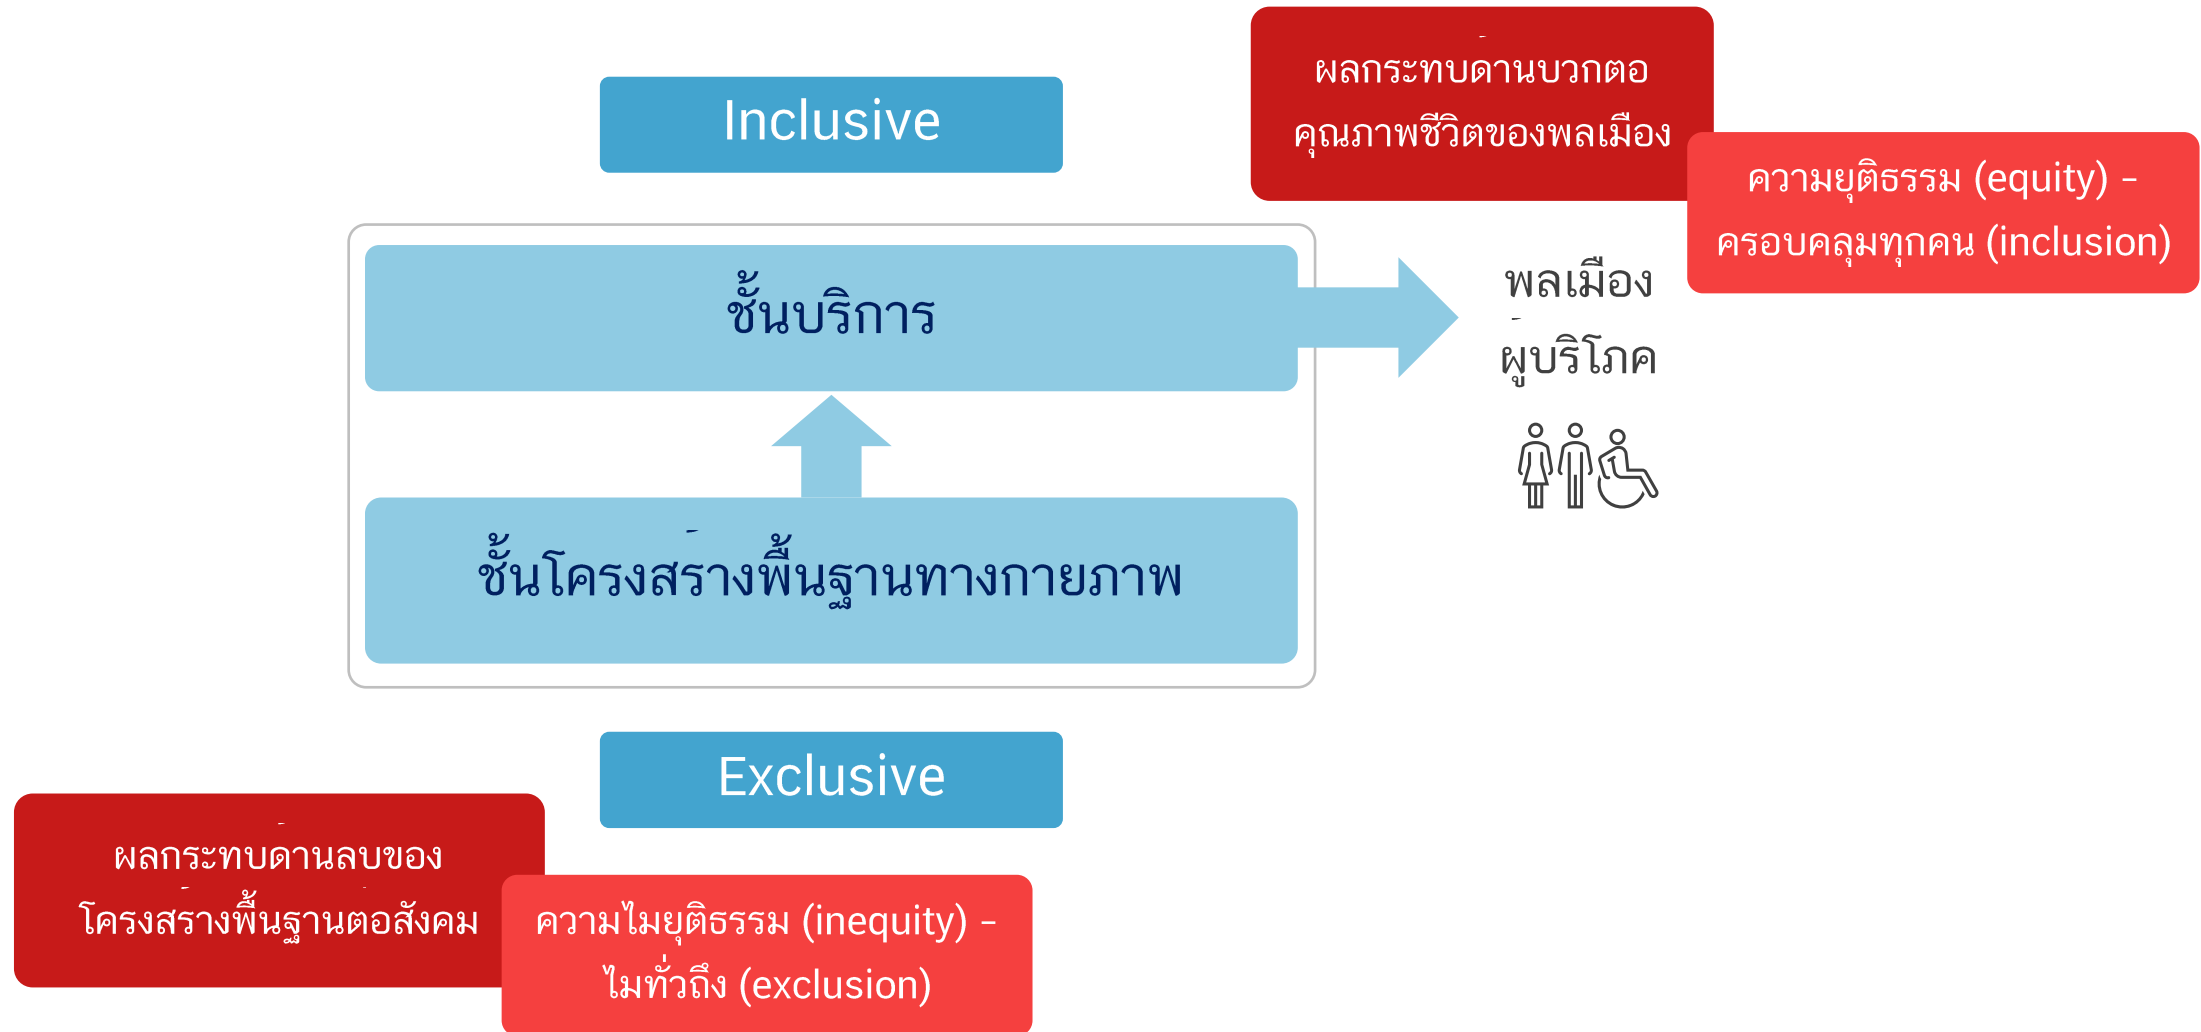 Inclusive
ผลกระทบด้านบวกตอ
คุณภาพชีวิตของพลเมือง
ความยุติธรรม (equity) -
ครอบคลุมทุกคน (inclusion)
ชั้นบริการ
พลเมือง
ผู้บริโภค
ชั้นโครงสร้างพื้นฐานทางกายภาพ
Exclusive
ผลกระทบด้านลบของ
โครงสร้างพื้นฐานตอสังคม
ความไมยุติธรรม (inequity) -
ไมทั่วถึง (exclusion)